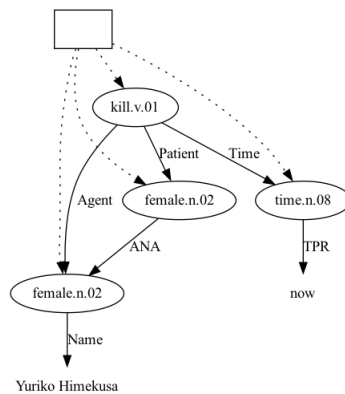 kill.v.01
Patient
Time
Agent
female.n.02
time.n.08
ANA
TPR
female.n.02
now
Name
Yuriko Himekusa